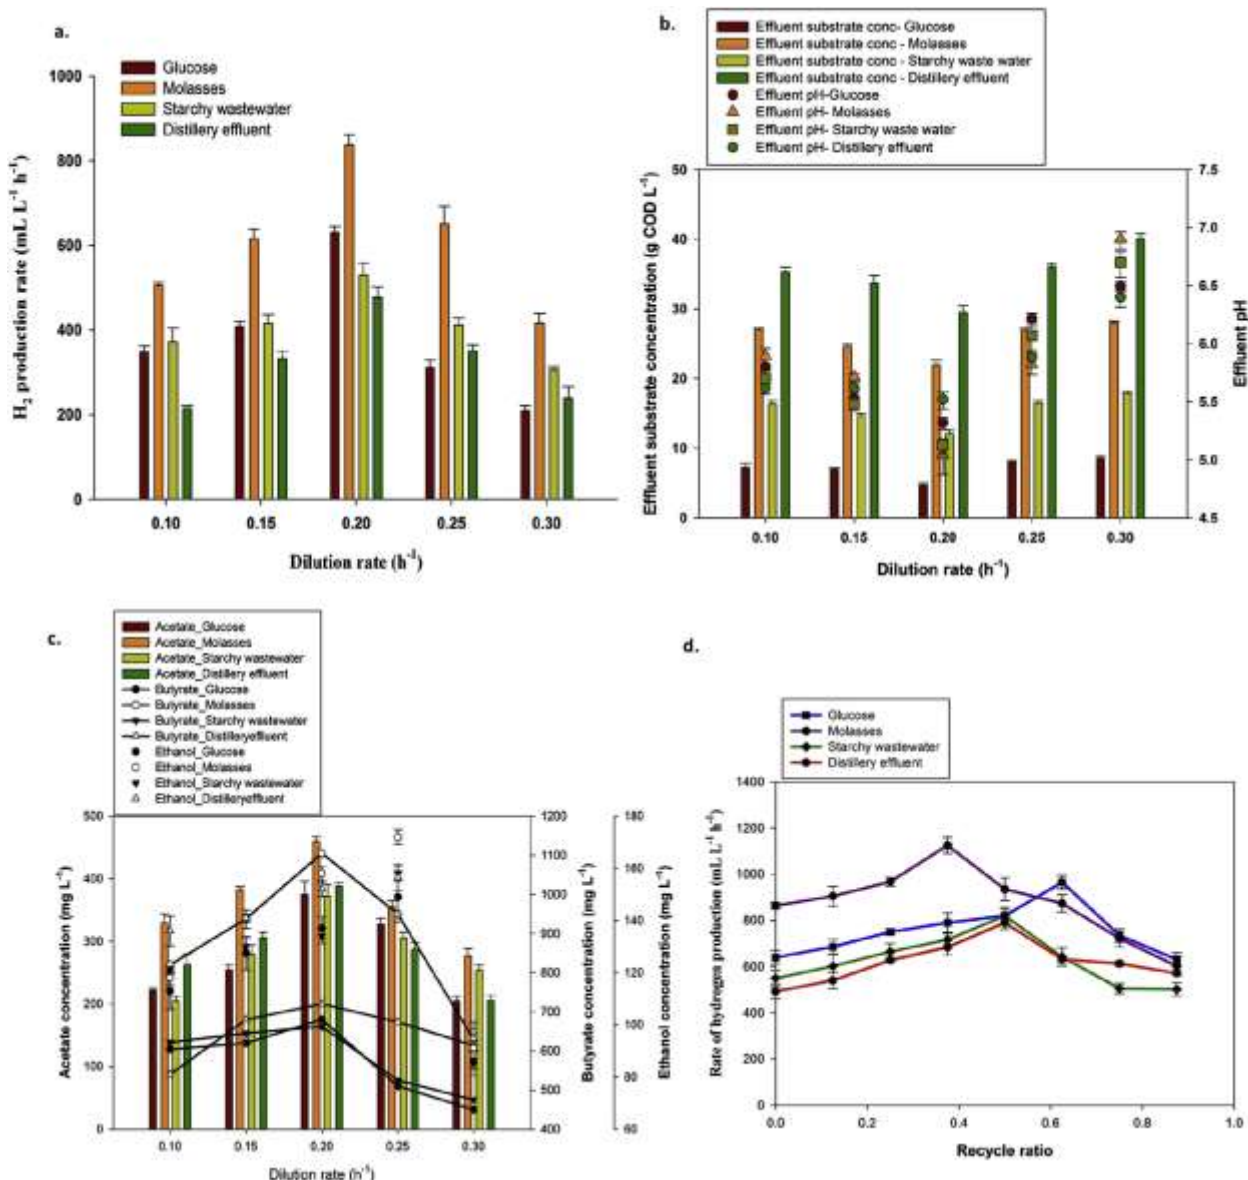 a.
Glucose
Molasses
Starchy wastewater
Distillery effluent
1000
800
600
400
200
0
H2 production rate (mL L-1 h-1)
0.10 0.15 0.20 0.25 0.30
Dilution rate (h-1)
b.
Effluent substrate conc- Glucose
Effluent substrate conc - Molasses
Effluent substrate conc - Starchy waste water
Effluent substrate conc - Distillery effluent
Effluent pH-Glucose
Effluent pH- Molasses
Effluent pH- Starchy waste water
Effluent pH- Distillery effluent
50
40
30
20
10
0
Effluent substrate concentration (g COD L-1)
7.5
7.0
6.5
6.0
5.5
5.0
4.5
Effluent pH
0.10 0.15 0.20 0.25 0.30
Dilution rate (h-1)
c.
Acetate_Glucose
Acetate_Molasses
Acetate_Starchy wastewater
Acetate_Distillery effluent
Butyrate_Glucose
Butyrate_Molasses
Butyrate_Starchy wastewater
Butyrate_Distilleryeffluent
Ethanol_Glucose
Ethanol_Molasses
Ethanol_Starchy wastewater
Ethanol_Distilleryeffluent
500
400
300
200
100
0
Acetate concentration (mg L-1)
1200
1100
1000
900
800
700
600
500
400
Butyrate concentration (mg L-1)
180
160
140
120
100
80
60
Ethanol concentration (mg L-1)
0.10 0.15 0.20 0.25 0.30
Dilution rate (h-1)
d.
Glucose
Molasses
Starchy wastewater
Distillery effluent
1400
1200
1000
800
600
400
200
0
Rate of hydrogen production (mL L-1 h-1)
0.0 0.2 0.4 0.6 0.8 1.0
Recycle ratio